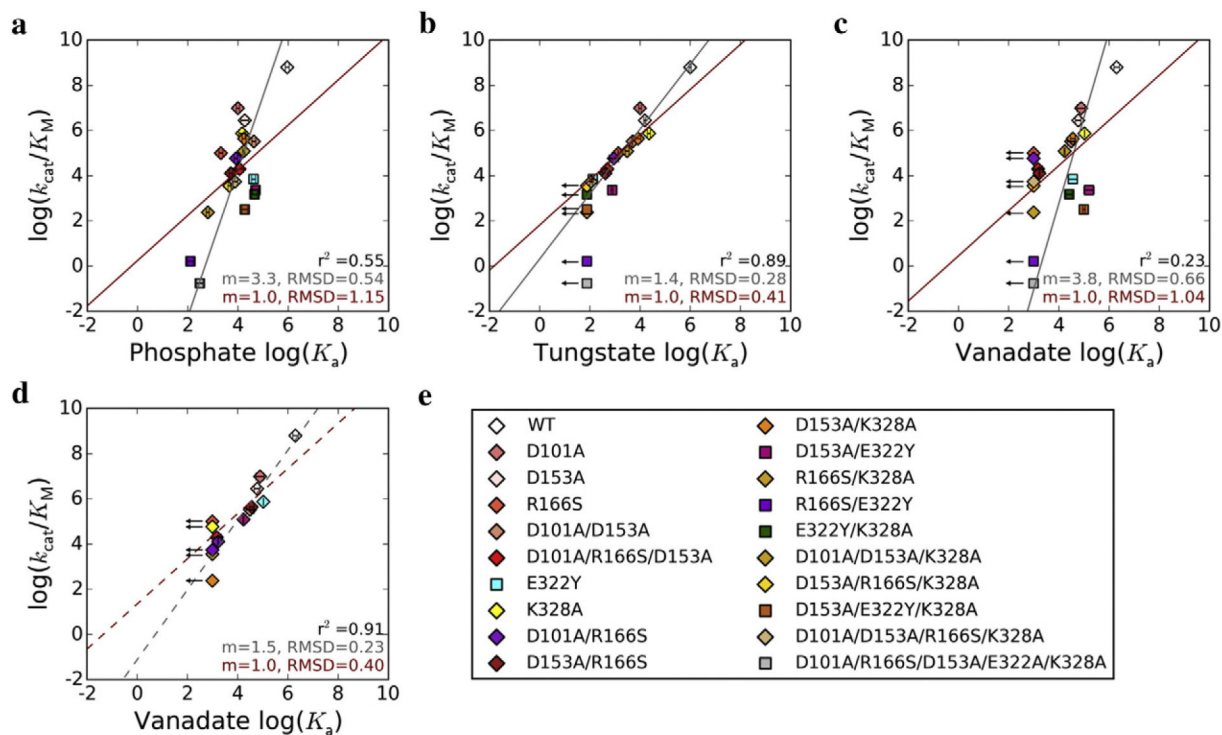 a
10
8
6
4
2
0
-2
-2 0 2 4 6 8 10
log(kcat/KM)
Phosphate log(Ka)
r² =0.55
m=3.3, RMSD=0.54
m=1.0, RMSD=1.15
b
10
8
6
4
2
0
-2
-2 0 2 4 6 8 10
log(kcat/KM)
Tungstate log(Ka)
r² =0.89
m=1.4, RMSD=0.28
m=1.0, RMSD=0.41
c
10
8
6
4
2
0
-2
-2 0 2 4 6 8 10
log(kcat/KM)
Vanadate log(Ka)
r² =0.23
m=3.8, RMSD=0.66
m=1.0, RMSD=1.04
d
10
8
6
4
2
0
-2
-2 0 2 4 6 8 10
log(kcat/KM)
Vanadate log(Ka)
r² =0.91
m=1.5, RMSD=0.23
m=1.0, RMSD=0.40
e
WT
D101A
D153A
R166S
D101A/D153A
D101A/R166S/D153A
E322Y
K328A
D101A/R166S
D153A/R166S
D153A/K328A
D153A/E322Y
R166S/K328A
R166S/E322Y
E322Y/K328A
D101A/D153A/K328A
D153A/R166S/K328A
D153A/E322Y/K328A
D101A/D153A/R166S/K328A
D101A/R166S/D153A/E322A/K328A